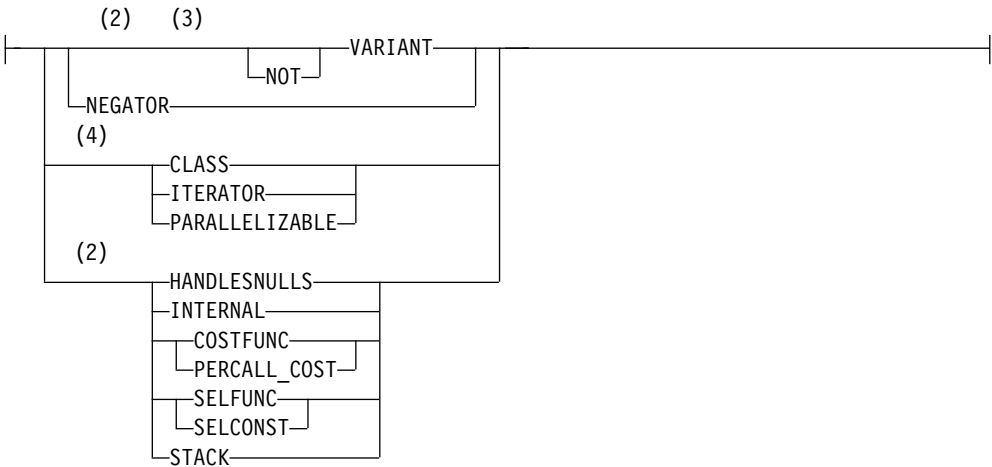 (2) (3)
VARIANT
NOT
NEGATOR
(4)
CLASS
ITERATOR
PARALLELIZABLE
(2)
HANDLESNULLS
INTERNAL
COSTFUNC
PERCALL_COST
SELFUNC
SELCONST
STACK